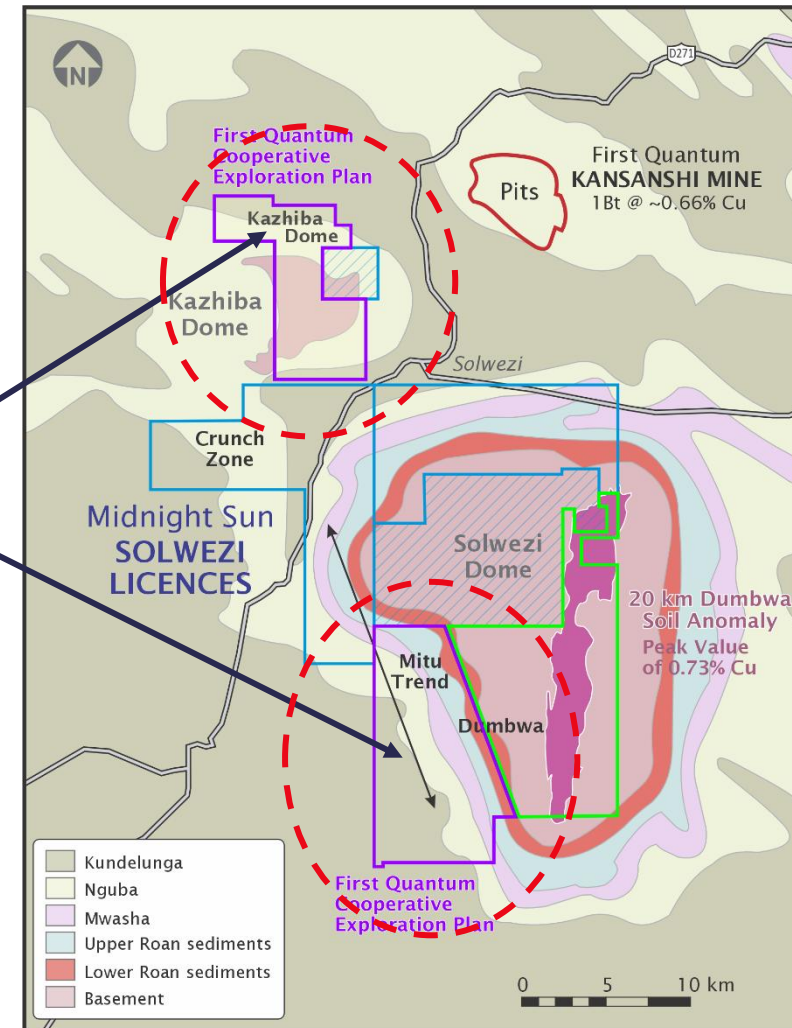 N
D271
First Quantum
Cooperative
Exploration Plan
First Quantum
KANSANSHI MINE
1Bt @ ~0.66% Cu
Pits
Kazhiba
Dome
Kazhiba
Dome
Solwezi
Crunch
Zone
Midnight Sun
SOLWEZI
LICENCES
Solwezi
Dome
20 km Dumbwa
Soil Anomaly
Peak Value
of 0.73% Cu
Mitu
Trend
Dumbwa
First Quantum
Cooperative
Exploration Plan
Kundelunga
Nguba
Mwasha
Upper Roan sediments
Lower Roan sediments
Basement
0 5 10 km